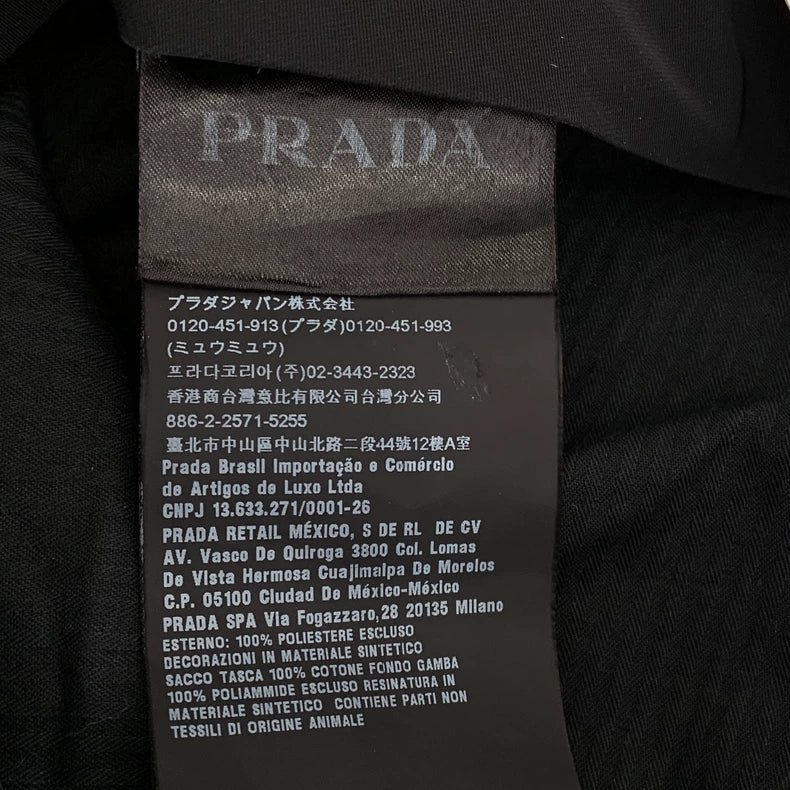 PRADA
プラダジャパン株式会社
0120-451-913(プラダ)0120-451-993
(ミュウミュウ)
프라다코리아(주)02-3443-2323
香港商台灣意比有限公司台灣分公司
886-2-2571-5255
臺北市中山區中山北路二段44號12樓A室
Prada Brasil Importação e Comércio
de Artigos de Luxo Ltda
CNPJ 13.633.271/0001-26
PRADA RETAIL MÉXICO, S DE RL DE CV
AV. Vasco De Quiroga 3800 Col. Lomas
De Vista Hermosa Cuajimalpa De Morelos
C.P. 05100 Ciudad De México-México
PRADA SPA Via Fogazzaro,28 20135 Milano
ESTERNO: 100% POLIESTERE ESCLUSO
DECORAZIONI IN MATERIALE SINTETICO
SACCO TASCA 100% COTONE FONDO GAMBA
100% POLIAMMIDE ESCLUSO RESINATURA IN
MATERIALE SINTETICO CONTIENE PARTI NON
TESSILI DI ORIGINE ANIMALE